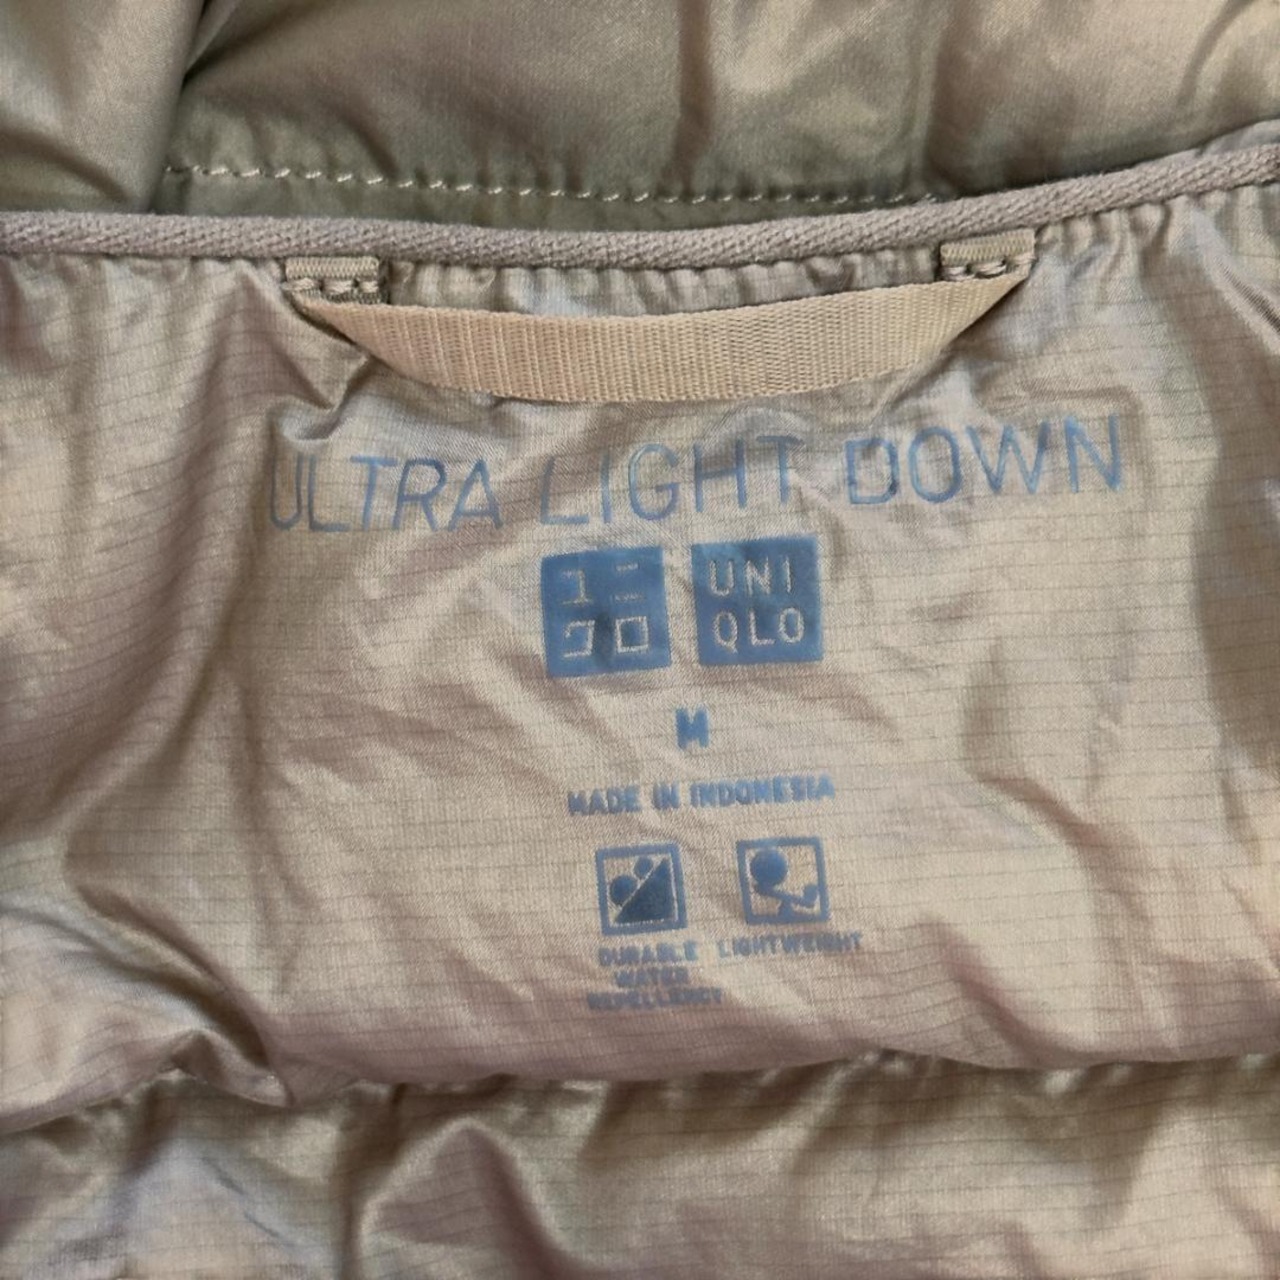 ULTRA LIGHT DOWN
ユニ UNI
クロ QLO
M
MADE IN INDONESIA
DURABLE LIGHTWEIGHT
WATER
REPELLENCY